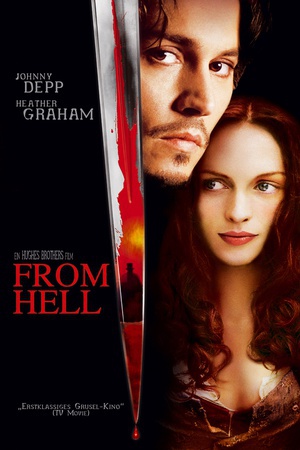 JOHNNY
DEPP
HEATHER
GRAHAM
EIN HUGHES BROTHERS FILM
FROM
HELL
„Erstklassiges Grusel-Kino“
(TV Movie)